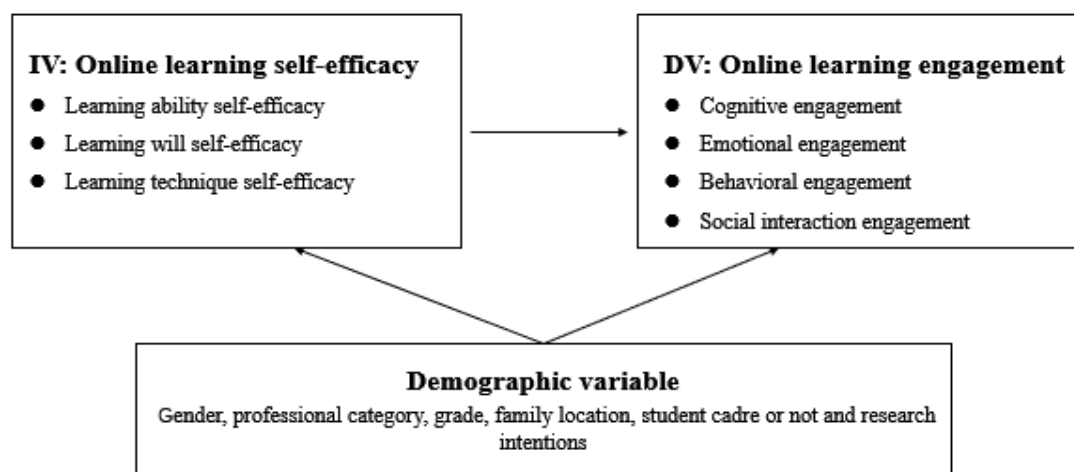 IV: Online learning self-efficacy
● Learning ability self-efficacy
● Learning will self-efficacy
● Learning technique self-efficacy
DV: Online learning engagement
● Cognitive engagement
● Emotional engagement
● Behavioral engagement
● Social interaction engagement
Demographic variable
Gender, professional category, grade, family location, student cadre or not and research
intentions